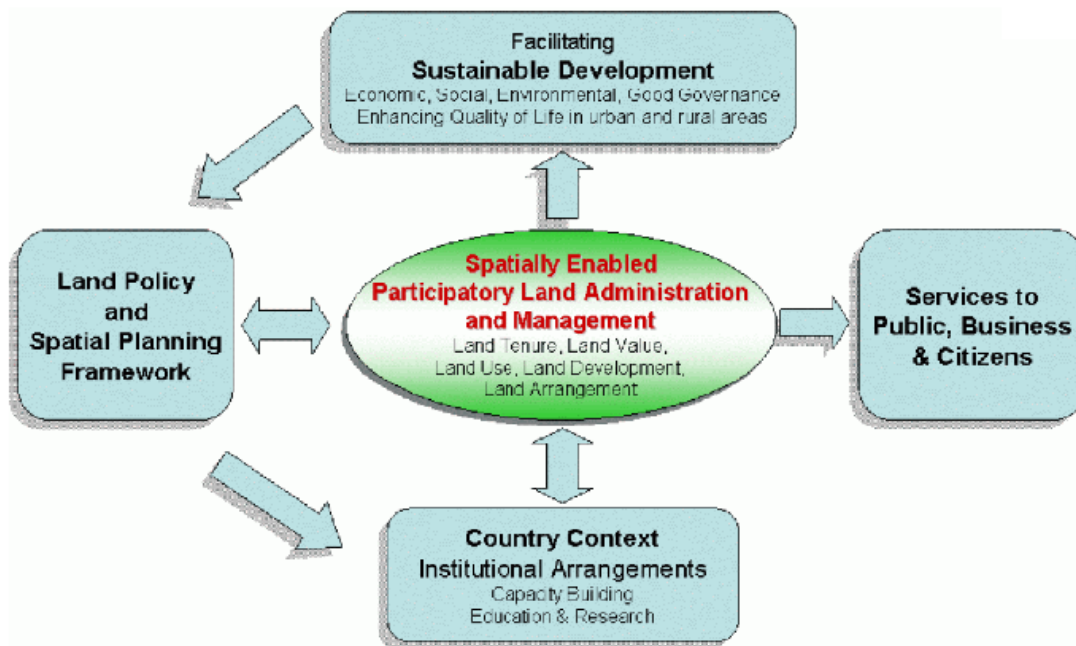 Facilitating
Sustainable Development
Economic, Social, Environmental, Good Governance
Enhancing Quality of Life in urban and rural areas
Land Policy
and
Spatial Planning
Framework
Spatially Enabled
Participatory Land Administration
and Management
Land Tenure, Land Value,
Land Use, Land Development,
Land Arrangement
Services to
Public, Business
& Citizens
Country Context
Institutional Arrangements
Capacity Building
Education & Research